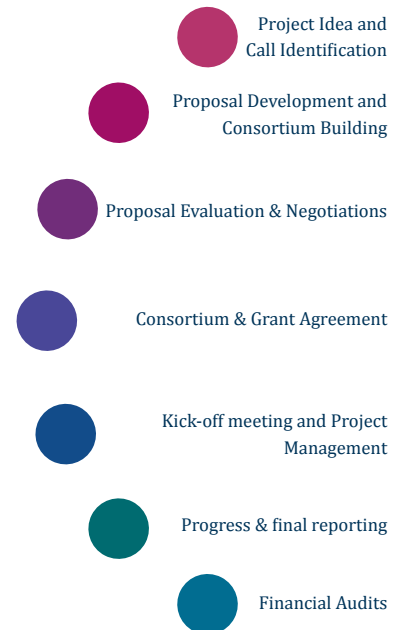 Project Idea and
Call Identification
Proposal Development and
Consortium Building
Proposal Evaluation & Negotiations
Consortium & Grant Agreement
Kick-off meeting and Project
Management
Progress & final reporting
Financial Audits